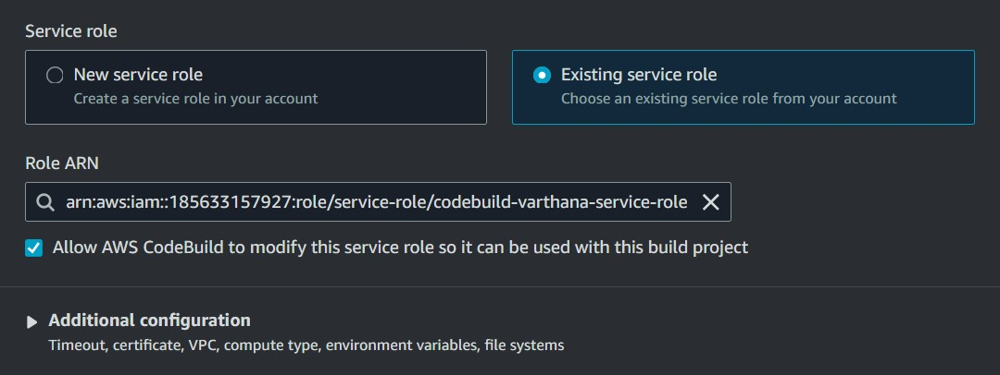 Service role
New service role
Create a service role in your account
Existing service role
Choose an existing service role from your account
Role ARN
arn:aws:iam::185633157927:role/service-role/codebuild-varthana-service-role
Allow AWS CodeBuild to modify this service role so it can be used with this build project
Additional configuration
Timeout, certificate, VPC, compute type, environment variables, file systems